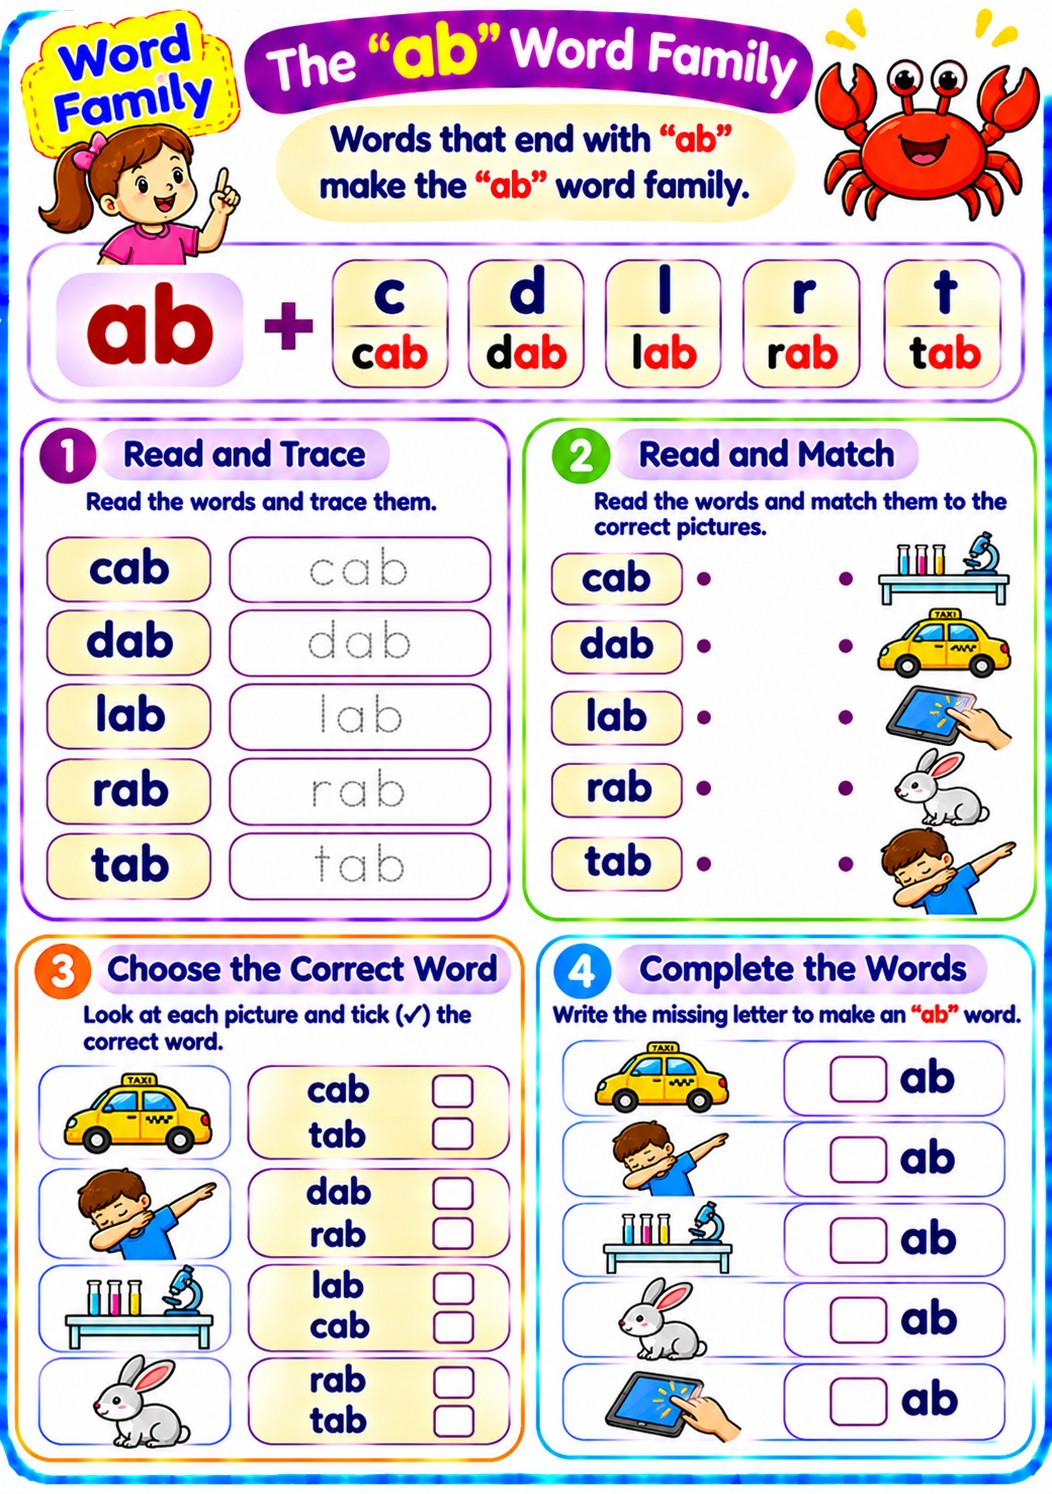 Word
Family
The “ab” Word Family
Words that end with “ab”
make the “ab” word family.
ab + c d l r t
cab dab lab rab tab
1 Read and Trace
Read the words and trace them.
cab cab
dab dab
lab lab
rab rab
tab tab
2 Read and Match
Read the words and match them to the
correct pictures.
cab
TAXI
dab
lab
rab
tab
3 Choose the Correct Word
Look at each picture and tick (✓) the
correct word.
TAXI
cab
tab
dab
rab
lab
cab
rab
tab
4 Complete the Words
Write the missing letter to make an “ab” word.
TAXI
ab
ab
ab
ab
ab